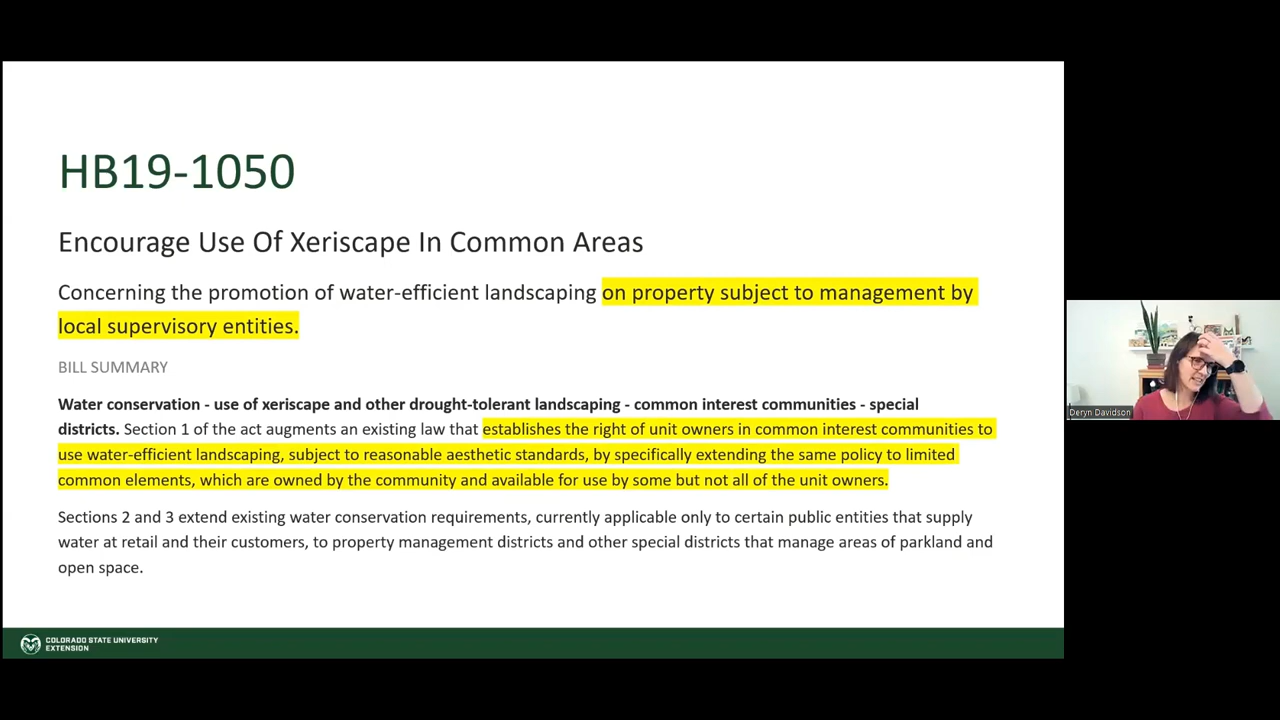 HB19-1050
Encourage Use Of Xeriscape In Common Areas
Concerning the promotion of water-efficient landscaping on property subject to management by
local supervisory entities.
BILL SUMMARY
Water conservation - use of xeriscape and other drought-tolerant landscaping - common interest communities - special
districts. Section 1 of the act augments an existing law that establishes the right of unit owners in common interest communities to
use water-efficient landscaping, subject to reasonable aesthetic standards, by specifically extending the same policy to limited
common elements, which are owned by the community and available for use by some but not all of the unit owners.
Sections 2 and 3 extend existing water conservation requirements, currently applicable only to certain public entities that supply
water at retail and their customers, to property management districts and other special districts that manage areas of parkland and
open space.
COLORADO STATE UNIVERSITY
EXTENSION
Deryn Davidson